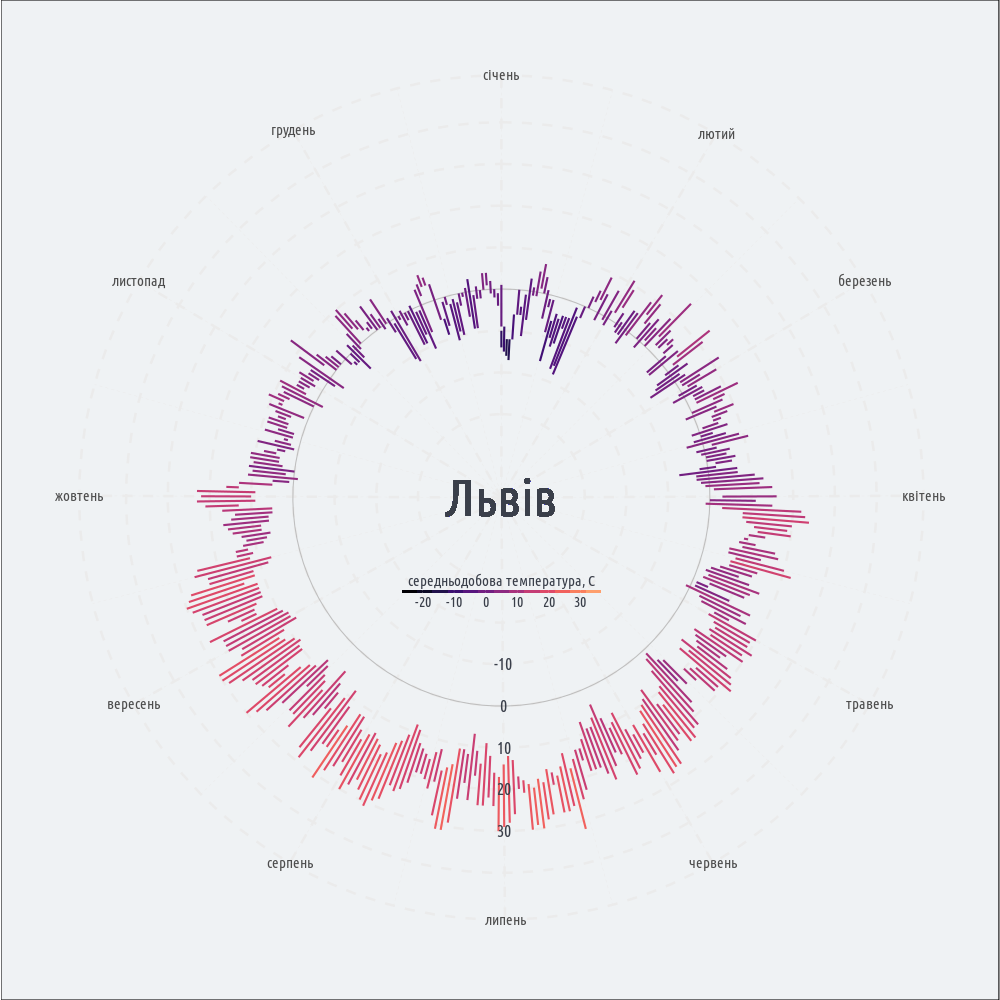 січень
грудень
лютий
листопад
березень
жовтень
Львів
квітень
середньодобова температура, С
-20 -10 0 10 20 30
-10
0
10
20
30
вересень
травень
серпень
червень
липень